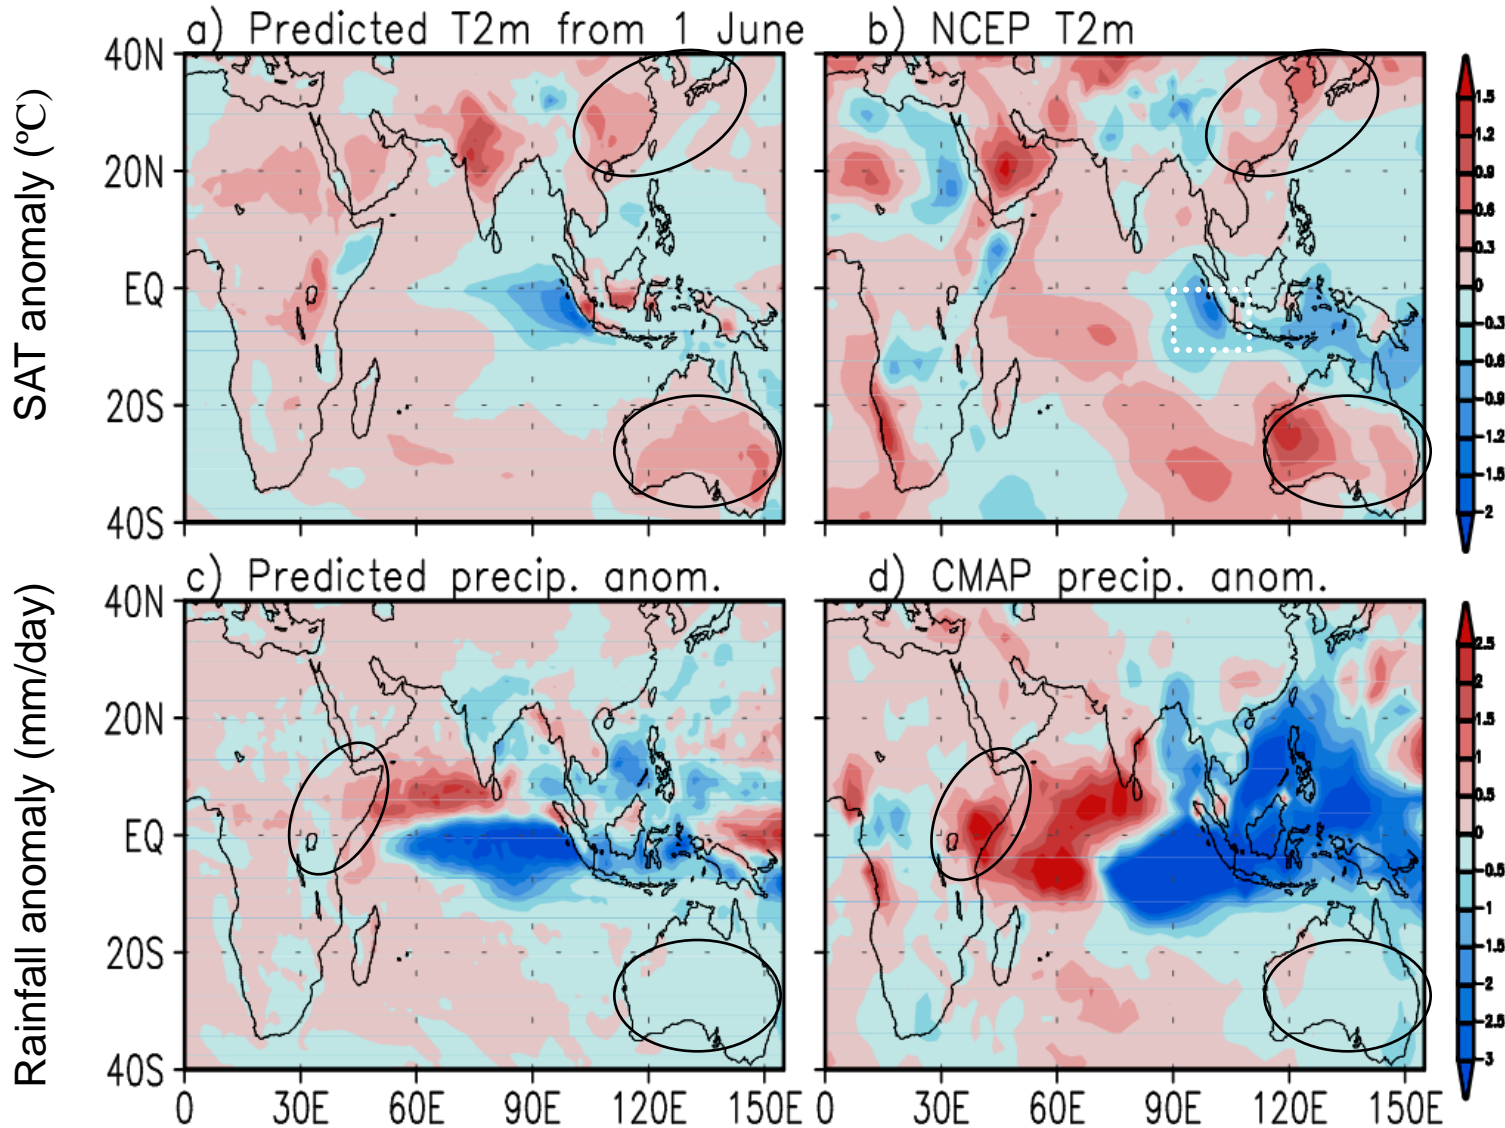 a) Predicted T2m from 1 June
b) NCEP T2m
SAT anomaly (ºC)
40N
20N
EQ
20S
40S
1.5
1.2
0.9
0.6
0.3
0
-0.3
-0.6
-0.9
-1.2
-1.5
-2
c) Predicted precip. anom.
d) CMAP precip. anom.
Rainfall anomaly (mm/day)
40N
20N
EQ
20S
40S
2.5
2
1.5
1
0.5
0
-0.5
-1
-1.5
-2
-2.5
-3
0 30E 60E 90E 120E 150E
0 30E 60E 90E 120E 150E